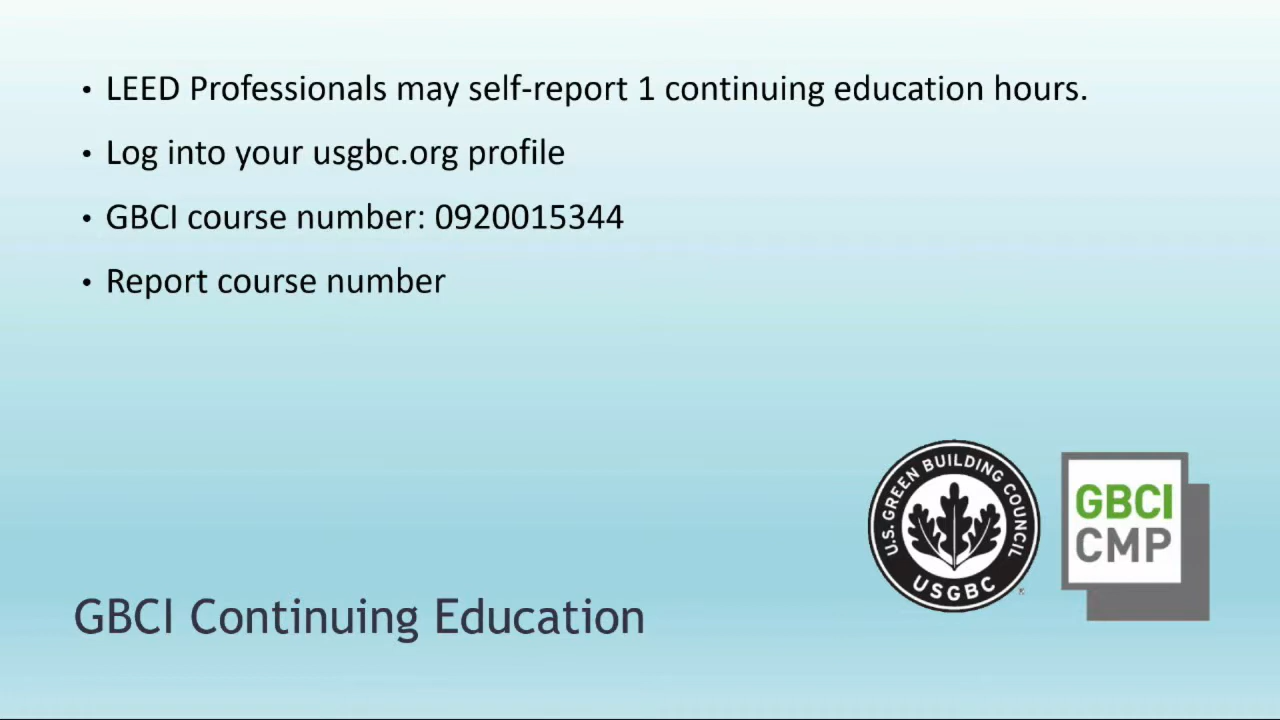 • LEED Professionals may self-report 1 continuing education hours.
• Log into your usgbc.org profile
• GBCI course number: 0920015344
• Report course number
U.S. GREEN BUILDING COUNCIL
USGBC
GBCI
CMP
GBCI Continuing Education